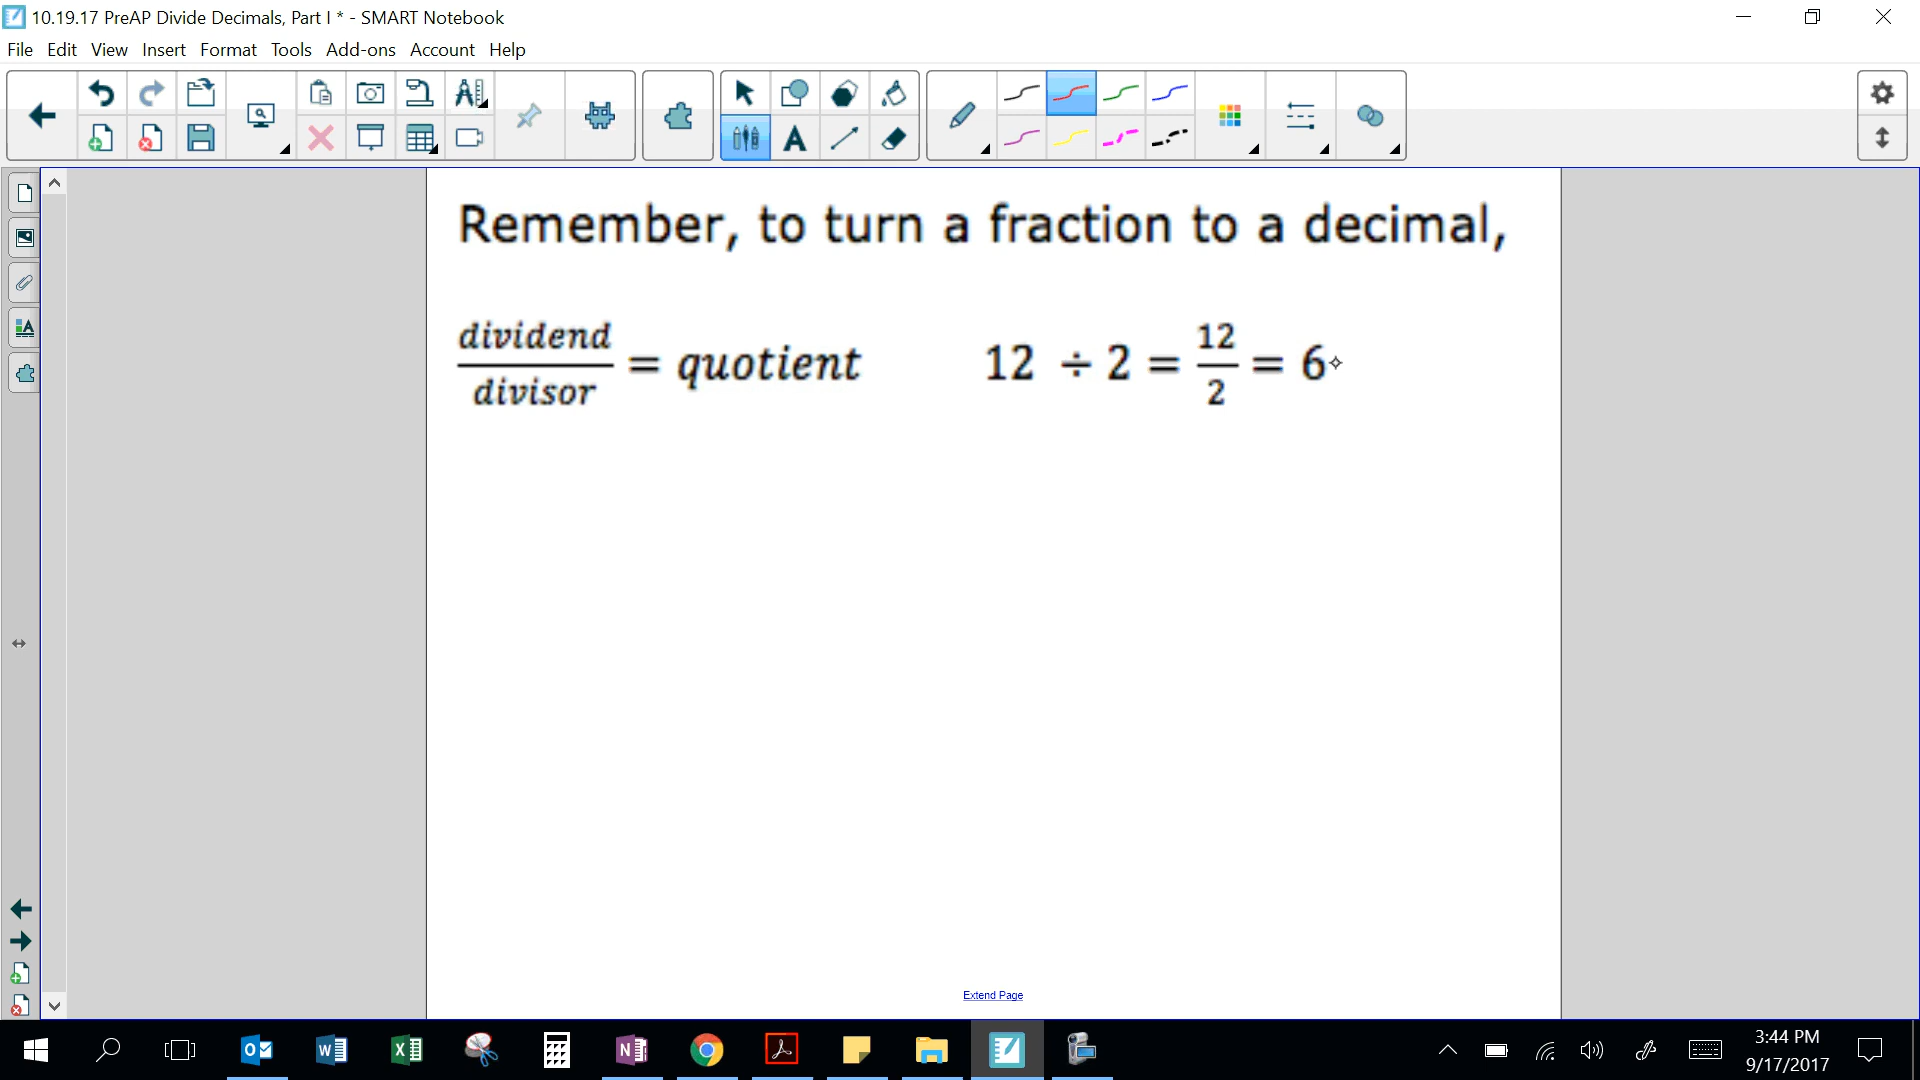 10.19.17 PreAP Divide Decimals, Part I * - SMART Notebook
File Edit View Insert Format Tools Add-ons Account Help
Remember, to turn a fraction to a decimal,
dividend
divisor
= quotient
12 ÷ 2 =
12
2
= 6
Extend Page
3:44 PM
9/17/2017